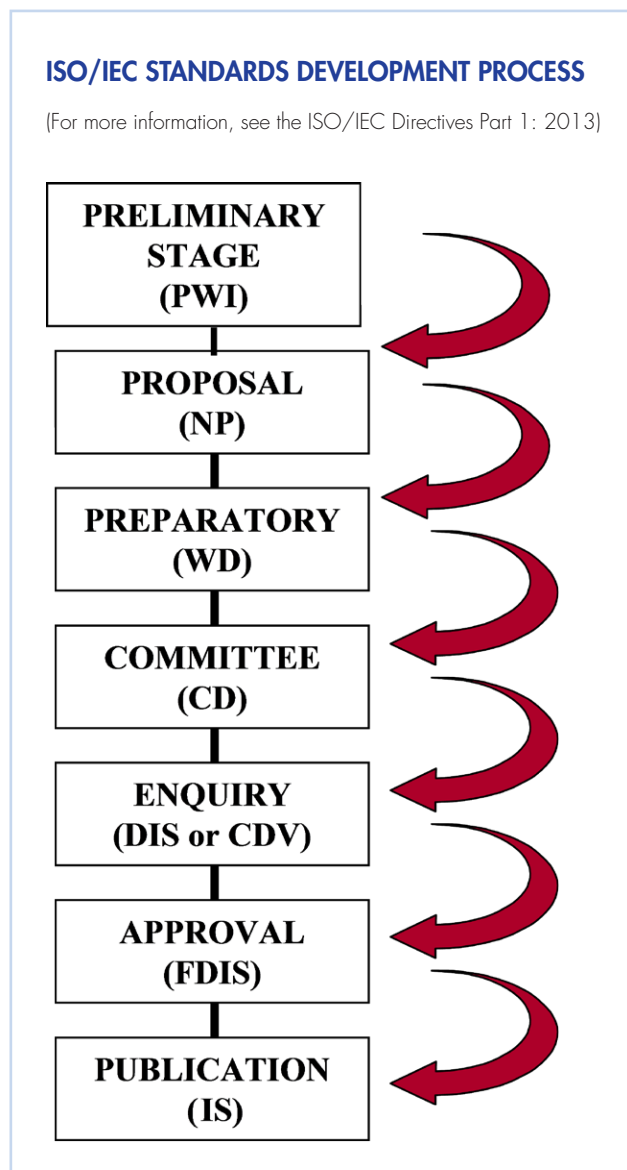 ISO/IEC STANDARDS DEVELOPMENT PROCESS
(For more information, see the ISO/IEC Directives Part 1: 2013)
PRELIMINARY
STAGE
(PWI)
PROPOSAL
(NP)
PREPARATORY
(WD)
COMMITTEE
(CD)
ENQUIRY
(DIS or CDV)
APPROVAL
(FDIS)
PUBLICATION
(IS)